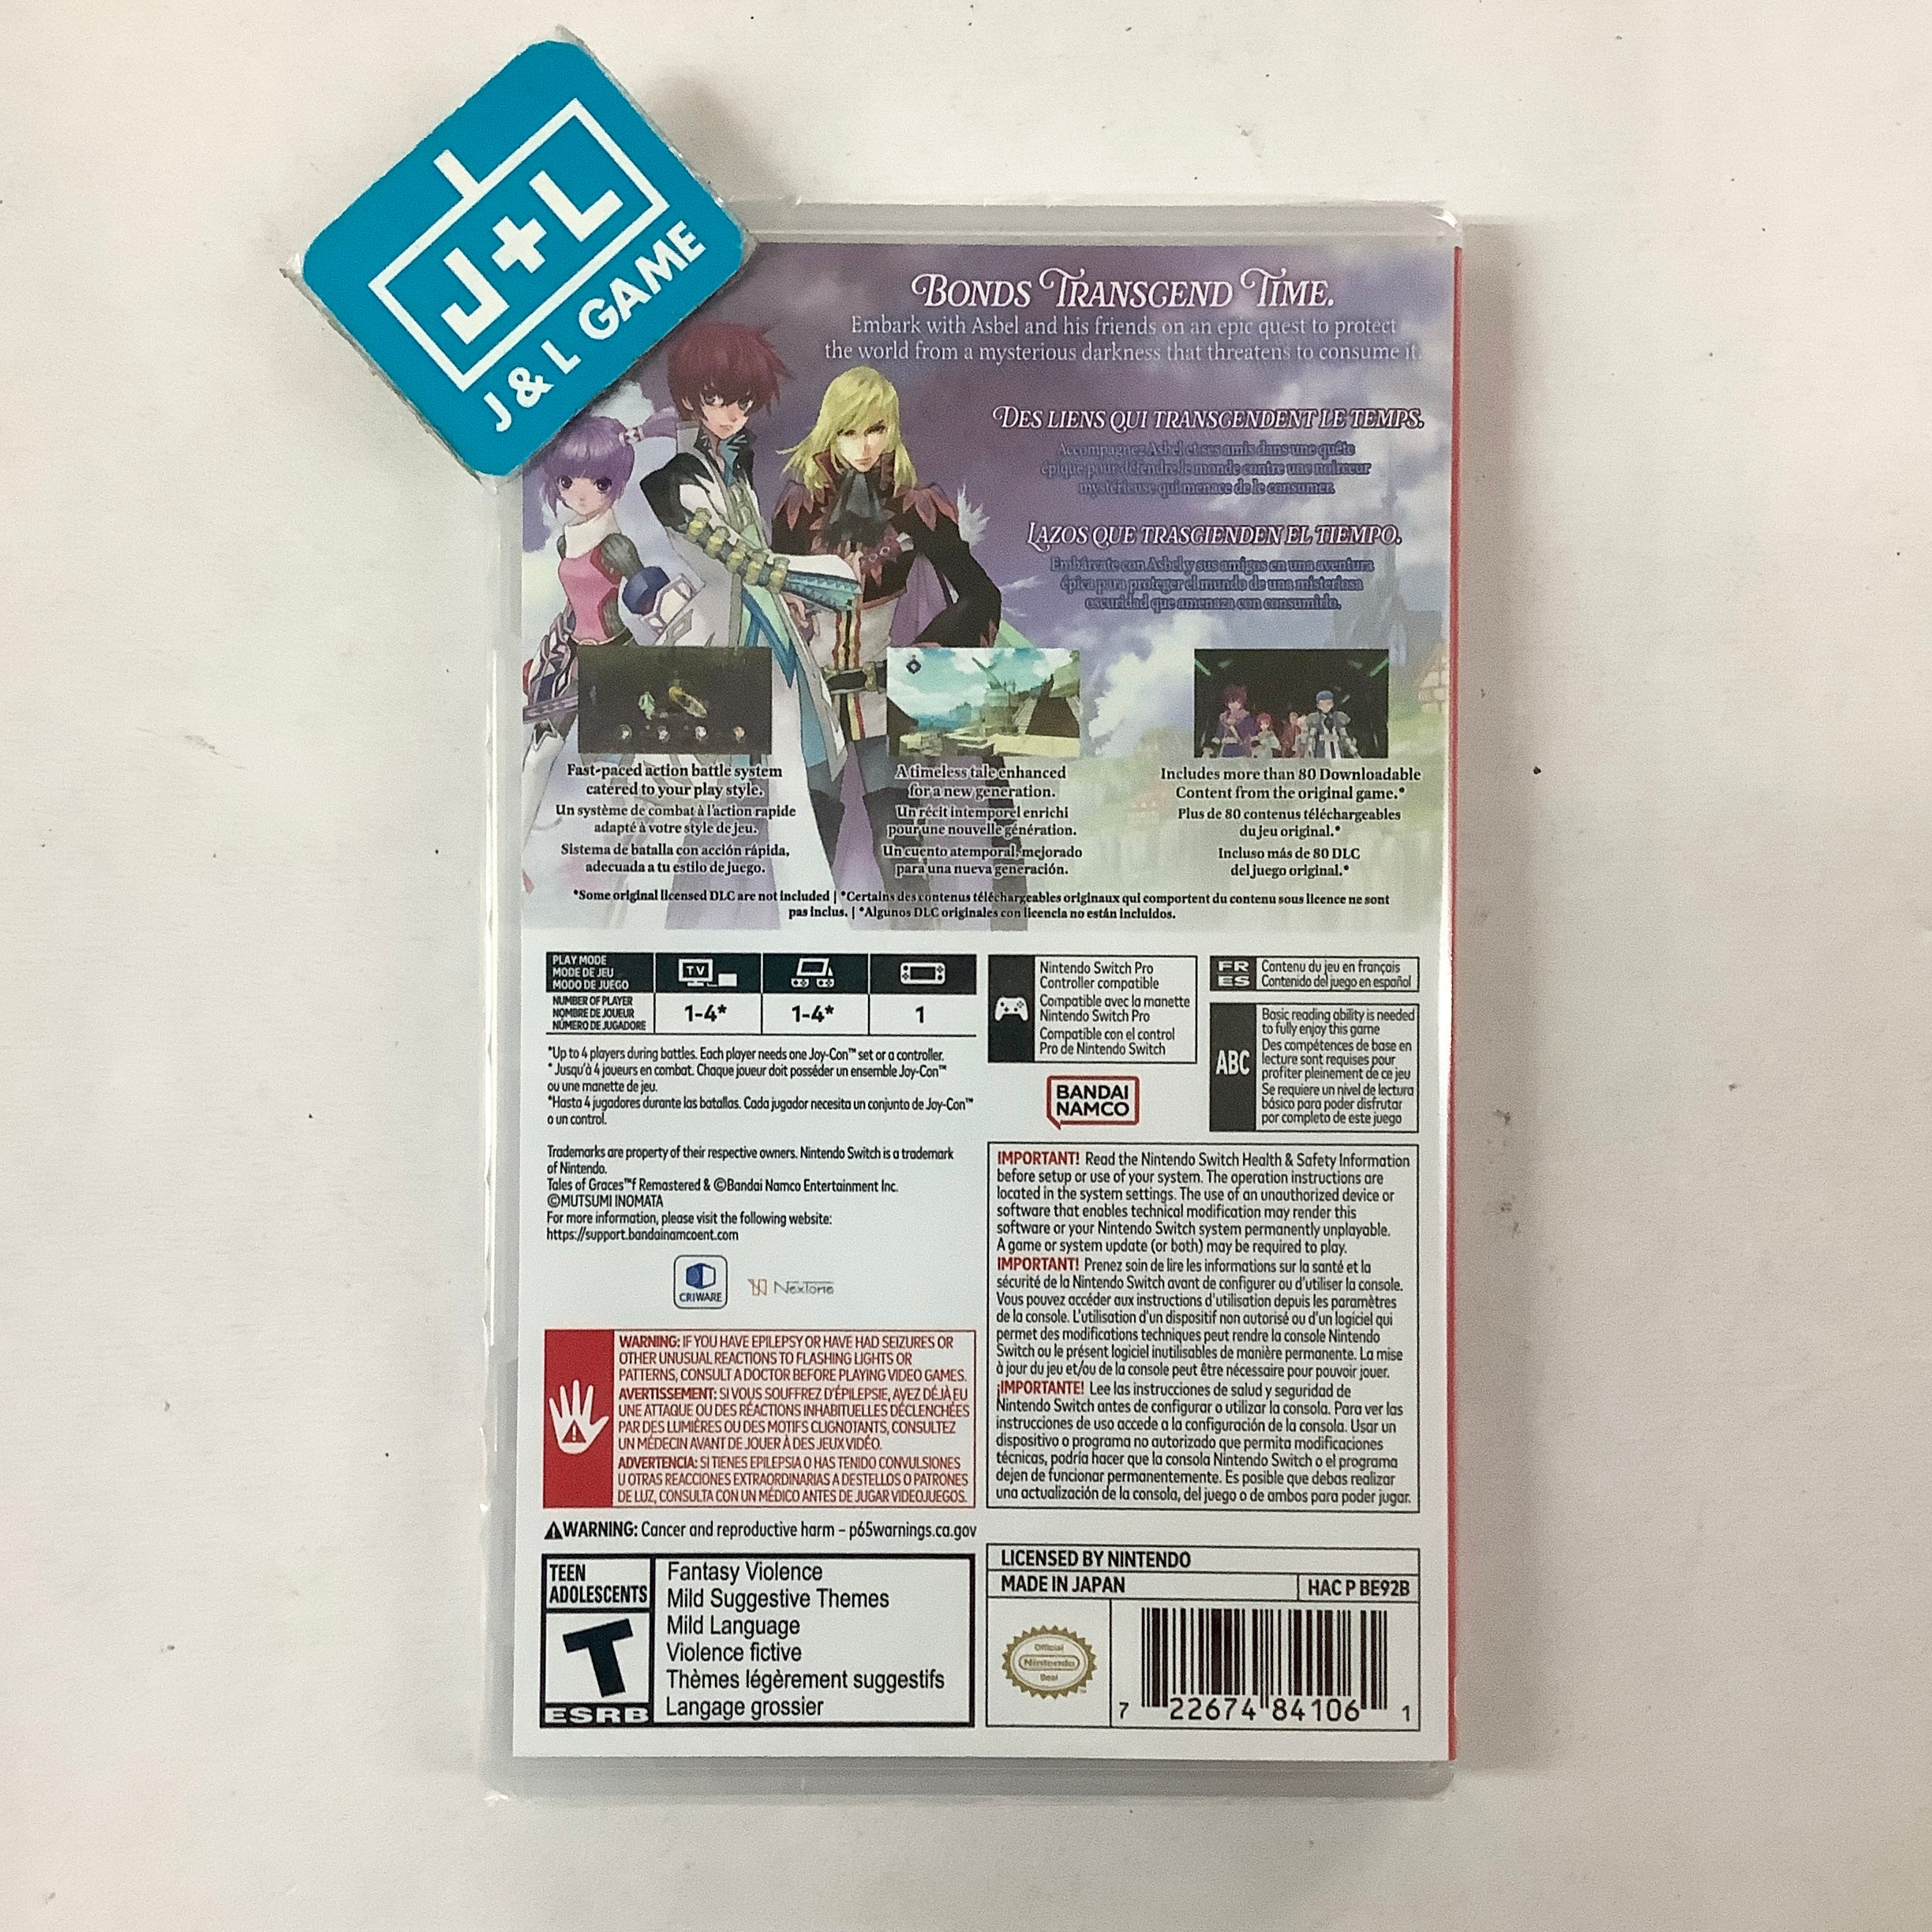 J+L
J & L GAME
BONDS TRANSCEND TIME.
Embark with Asbel and his friends on an epic quest to protect
the world from a mysterious darkness that threatens to consume it.
DES LIENS QUI TRANSCENDENT LE TEMPS.
Accompagnez Asbel et ses amis dans une quête
épique pour défendre le monde contre une noirceur
mystérieuse qui menace de le consumer.
LAZOS QUE TRASCIENDEN EL TIEMPO.
Embárcate con Asbel y sus amigos en una aventura
épica para proteger el mundo de una misteriosa
oscuridad que amenaza con consumirlo.
Fast-paced action battle system
catered to your play style.
Un système de combat à l'action rapide
adapté à votre style de jeu.
Sistema de batalla con acción rápida,
adecuada a tu estilo de juego.
A timeless tale enhanced
for a new generation.
Un récit intemporel enrichi
pour une nouvelle génération.
Un cuento atemporal, mejorado
para una nueva generación.
Includes more than 80 Downloadable
Content from the original game.*
Plus de 80 contenus téléchargeables
du jeu original.*
Incluso más de 80 DLC
del juego original.*
*Some original licensed DLC are not included | *Certains des contenus téléchargeables originaux qui comportent du contenu sous licence ne sont
pas inclus. | *Algunos DLC originales con licencia no están incluidos.
PLAY MODE
MODE DE JEU
MODO DE JUEGO
TV
NUMBER OF PLAYER
NOMBRE DE JOUEUR
NÚMERO DE JUGADORE
1-4*
1-4*
1
*Up to 4 players during battles. Each player needs one Joy-Con™ set or a controller.
* Jusqu'à 4 joueurs en combat. Chaque joueur doit posséder un ensemble Joy-Con™
ou une manette de jeu.
*Hasta 4 jugadores durante las batallas. Cada jugador necesita un conjunto de Joy-Con™
o un control.
Nintendo Switch Pro
Controller compatible
Compatible avec la manette
Nintendo Switch Pro
Compatible con el control
Pro de Nintendo Switch
BANDAI
NAMCO
FR
ES
Contenu du jeu en français
Contenido del juego en español
ABC
Basic reading ability is needed
to fully enjoy this game
Des compétences de base en
lecture sont requises pour
profiter pleinement de ce jeu
Se requiere un nivel de lectura
básico para poder disfrutar
por completo de este juego
Trademarks are property of their respective owners. Nintendo Switch is a trademark
of Nintendo.
Tales of Graces™f Remastered & ©Bandai Namco Entertainment Inc.
©MUTSUMI INOMATA
For more information, please visit the following website:
https://support.bandainamcoent.com
CRIWARE
NexTone
WARNING: IF YOU HAVE EPILEPSY OR HAVE HAD SEIZURES OR
OTHER UNUSUAL REACTIONS TO FLASHING LIGHTS OR
PATTERNS, CONSULT A DOCTOR BEFORE PLAYING VIDEO GAMES.
AVERTISSEMENT: SI VOUS SOUFFREZ D'ÉPILEPSIE, AVEZ DÉJÀ EU
UNE ATTAQUE OU DES RÉACTIONS INHABITUELLES DÉCLENCHÉES
PAR DES LUMIÈRES OU DES MOTIFS CLIGNOTANTS, CONSULTEZ
UN MÉDECIN AVANT DE JOUER À DES JEUX VIDÉO.
ADVERTENCIA: SI TIENES EPILEPSIA O HAS TENIDO CONVULSIONES
U OTRAS REACCIONES EXTRAORDINARIAS A DESTELLOS O PATRONES
DE LUZ, CONSULTA CON UN MÉDICO ANTES DE JUGAR VIDEOJUEGOS.
IMPORTANT! Read the Nintendo Switch Health & Safety Information
before setup or use of your system. The operation instructions are
located in the system settings. The use of an unauthorized device or
software that enables technical modification may render this
software or your Nintendo Switch system permanently unplayable.
A game or system update (or both) may be required to play.
IMPORTANT! Prenez soin de lire les informations sur la santé et la
sécurité de la Nintendo Switch avant de configurer ou d'utiliser la console.
Vous pouvez accéder aux instructions d'utilisation depuis les paramètres
de la console. L'utilisation d'un dispositif non autorisé ou d'un logiciel qui
permet des modifications techniques peut rendre la console Nintendo
Switch ou le présent logiciel inutilisables de manière permanente. La mise
à jour du jeu et/ou de la console peut être nécessaire pour pouvoir jouer.
¡IMPORTANTE! Lee las instrucciones de salud y seguridad de
Nintendo Switch antes de configurar o utilizar la consola. Para ver las
instrucciones de uso accede a la configuración de la consola. Usar un
dispositivo o programa no autorizado que permita modificaciones
técnicas, podría hacer que la consola Nintendo Switch o el programa
dejen de funcionar permanentemente. Es posible que debas realizar
una actualización de la consola, del juego o de ambos para poder jugar.
WARNING: Cancer and reproductive harm – p65warnings.ca.gov
TEEN
ADOLESCENTS
T
ESRB
Fantasy Violence
Mild Suggestive Themes
Mild Language
Violence fictive
Thèmes légèrement suggestifs
Langage grossier
LICENSED BY NINTENDO
MADE IN JAPAN
HAC P BE92B
Official
Nintendo
Seal
7 22674 84106 1